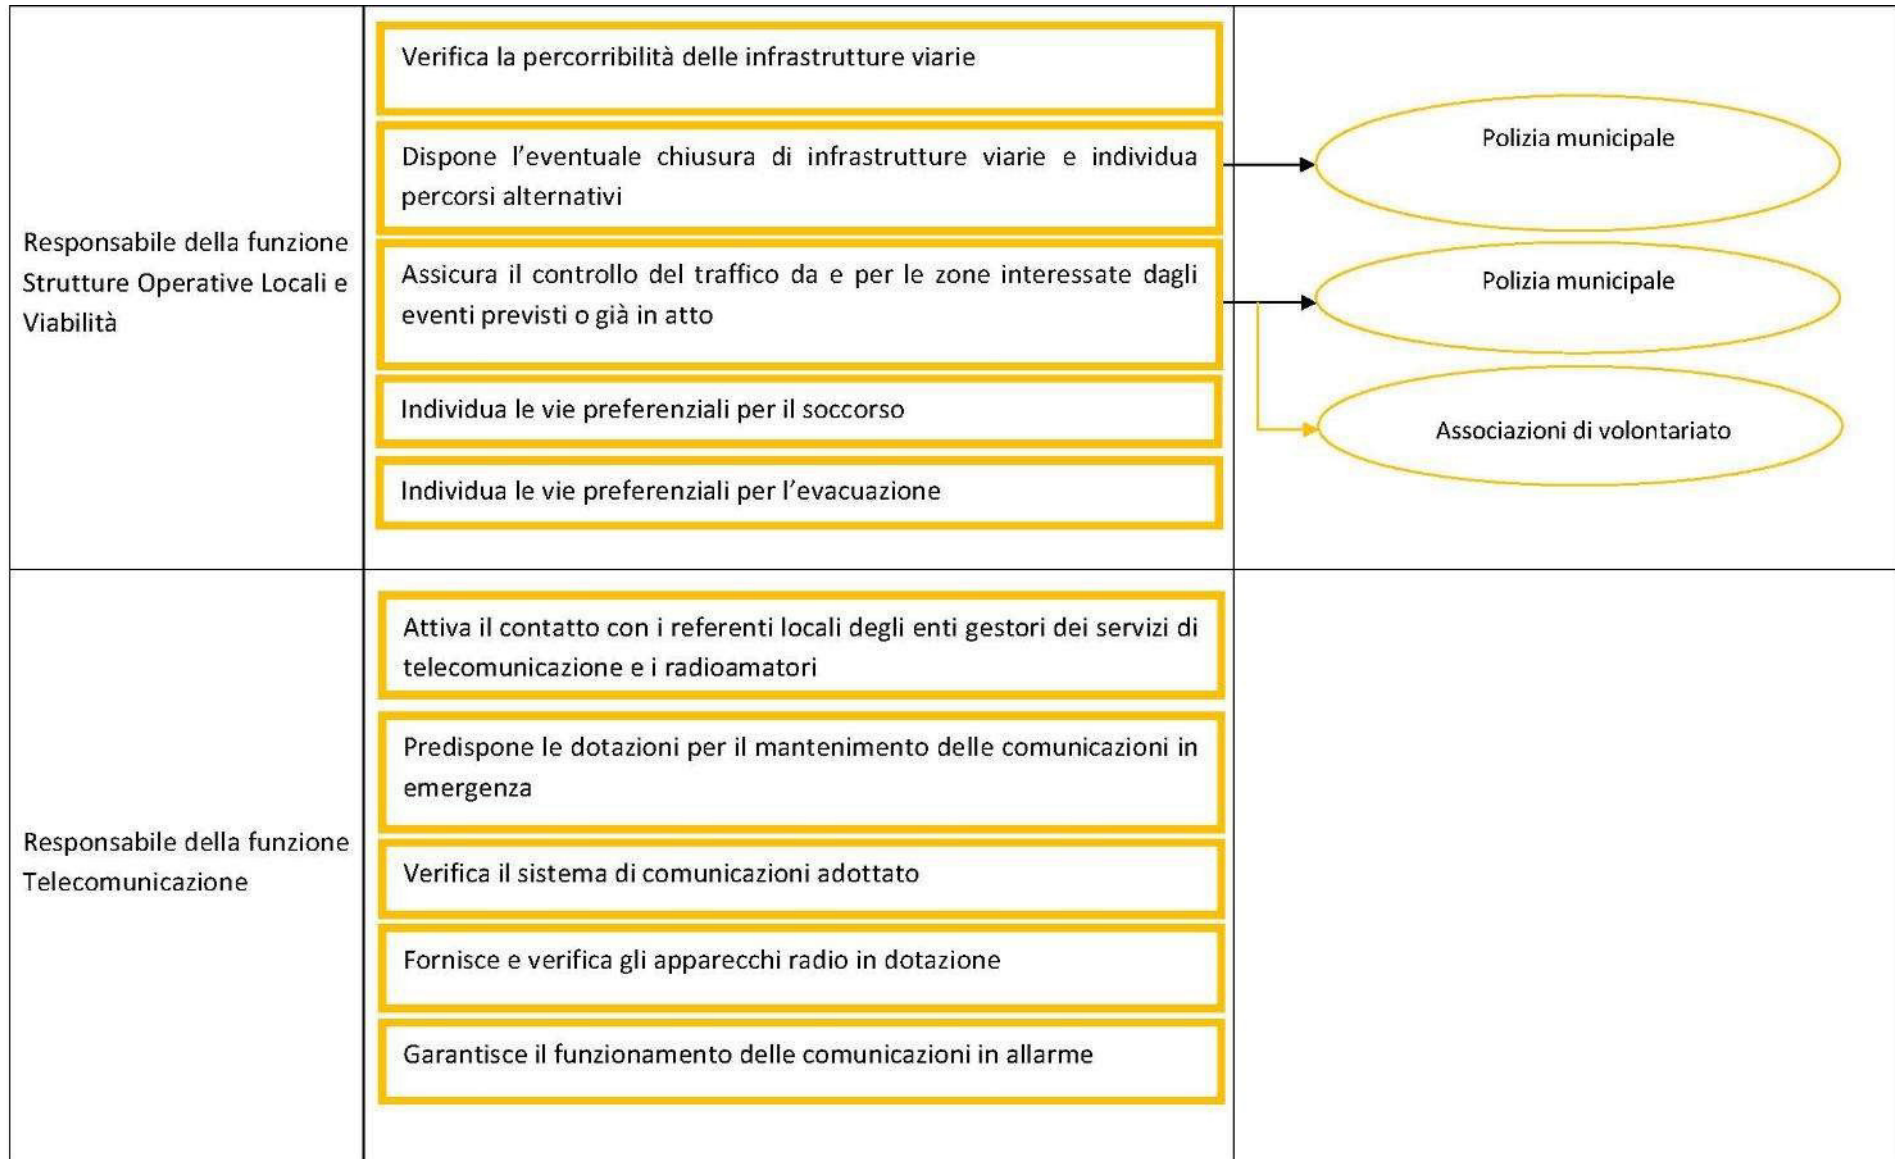 Responsabile della funzione
Strutture Operative Locali e
Viabilità
Verifica la percorribilità delle infrastrutture viarie
Dispone l'eventuale chiusura di infrastrutture viarie e individua
percorsi alternativi
Assicura il controllo del traffico da e per le zone interessate dagli
eventi previsti o già in atto
Individua le vie preferenziali per il soccorso
Individua le vie preferenziali per l'evacuazione
Polizia municipale
Polizia municipale
Associazioni di volontariato
Responsabile della funzione
Telecomunicazione
Attiva il contatto con i referenti locali degli enti gestori dei servizi di
telecomunicazione e i radioamatori
Predispone le dotazioni per il mantenimento delle comunicazioni in
emergenza
Verifica il sistema di comunicazioni adottato
Fornisce e verifica gli apparecchi radio in dotazione
Garantisce il funzionamento delle comunicazioni in allarme